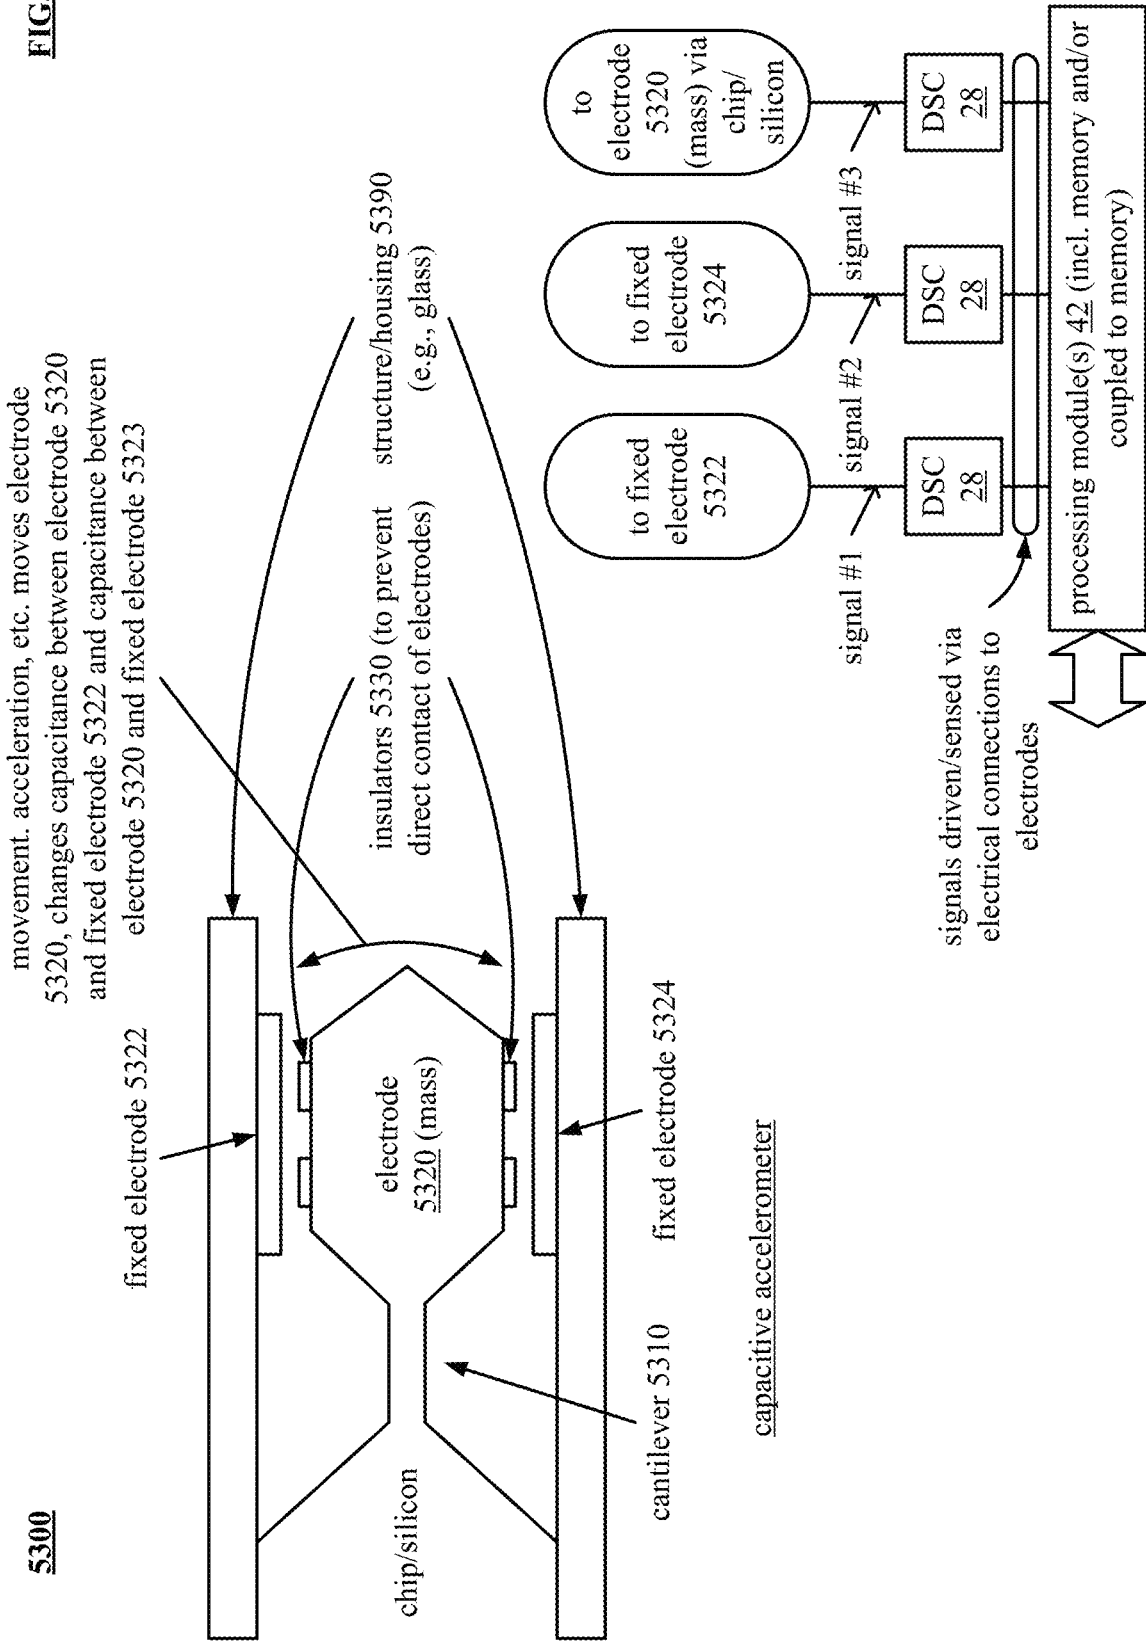 FIG.
5300
movement. acceleration, etc. moves electrode
5320, changes capacitance between electrode 5320
and fixed electrode 5322 and capacitance between
electrode 5320 and fixed electrode 5323
fixed electrode 5322
insulators 5330 (to prevent
direct contact of electrodes)
structure/housing 5390
(e.g., glass)
chip/silicon
electrode
5320 (mass)
cantilever 5310
fixed electrode 5324
capacitive accelerometer
to fixed
electrode
5322
to fixed
electrode
5324
to
electrode
5320
(mass) via
chip/
silicon
signal #1
signal #2
signal #3
DSC
28
DSC
28
DSC
28
signals driven/sensed via
electrical connections to
electrodes
processing module(s) 42 (incl. memory and/or
coupled to memory)